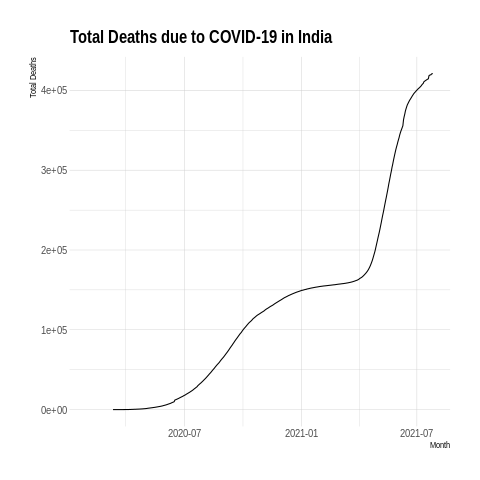 Total Deaths due to COVID-19 in India
Total Deaths
4e+05
3e+05
2e+05
1e+05
0e+00
2020-07 2021-01 2021-07
Month